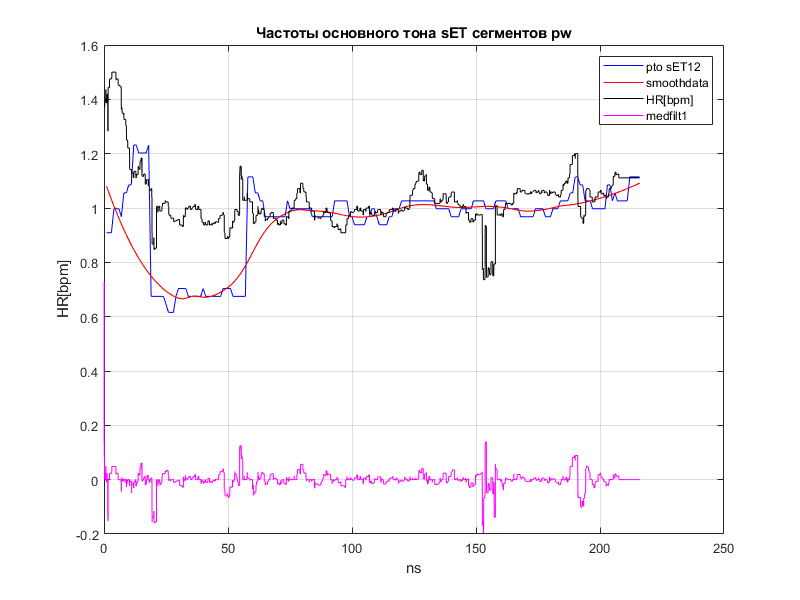 Частоты основного тона sET сегментов pw
pto sET12
smoothdata
HR[bpm]
medfilt1
HR[bpm]
1.6
1.4
1.2
1
0.8
0.6
0.4
0.2
0
-0.2
0 50 100 150 200 250
ns